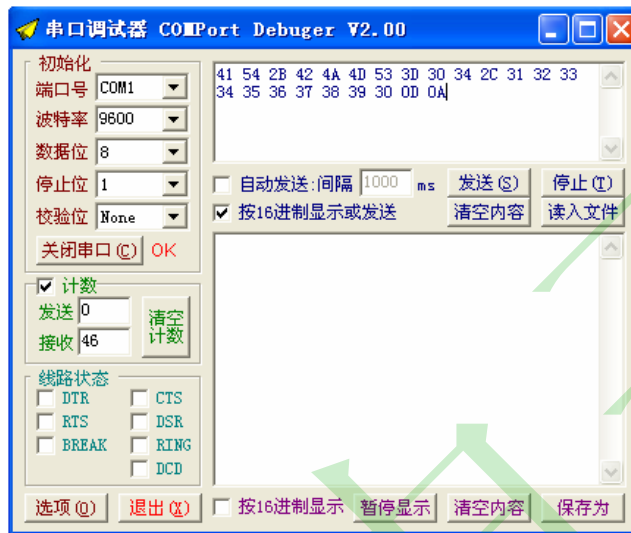 串口调试器 COMPort Debuger V2.00
初始化
端口号 COM1
波特率 9600
数据位 8
停止位 1
校验位 None
关闭串口(C) OK
41 54 2B 42 4A 4D 53 3D 30 34 2C 31 32 33
34 35 36 37 38 39 30 0D 0A
自动发送:间隔 1000 ms 发送(S) 停止(T)
按16进制显示或发送 清空内容 读入文件
计数
发送 0
接收 46
清空
计数
线路状态
DTR CTS
RTS DSR
BREAK RING
DCD
选项(O) 退出(X) 按16进制显示 暂停显示 清空内容 保存为